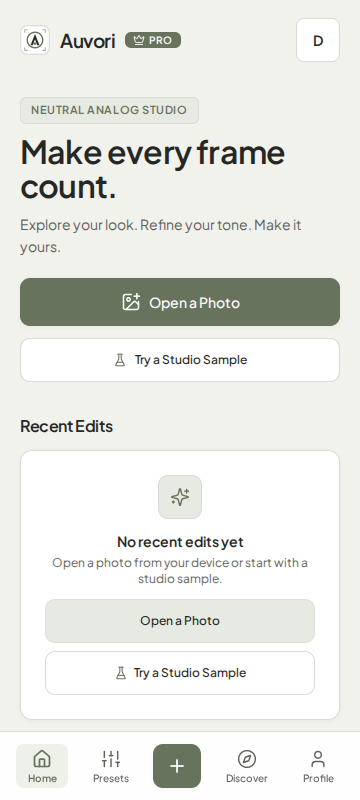 Auvori
PRO
D
NEUTRAL ANALOG STUDIO
Make every frame
count.
Explore your look. Refine your tone. Make it
yours.
Open a Photo
Try a Studio Sample
Recent Edits
No recent edits yet
Open a photo from your device or start with a
studio sample.
Open a Photo
Try a Studio Sample
Home
Presets
Discover
Profile